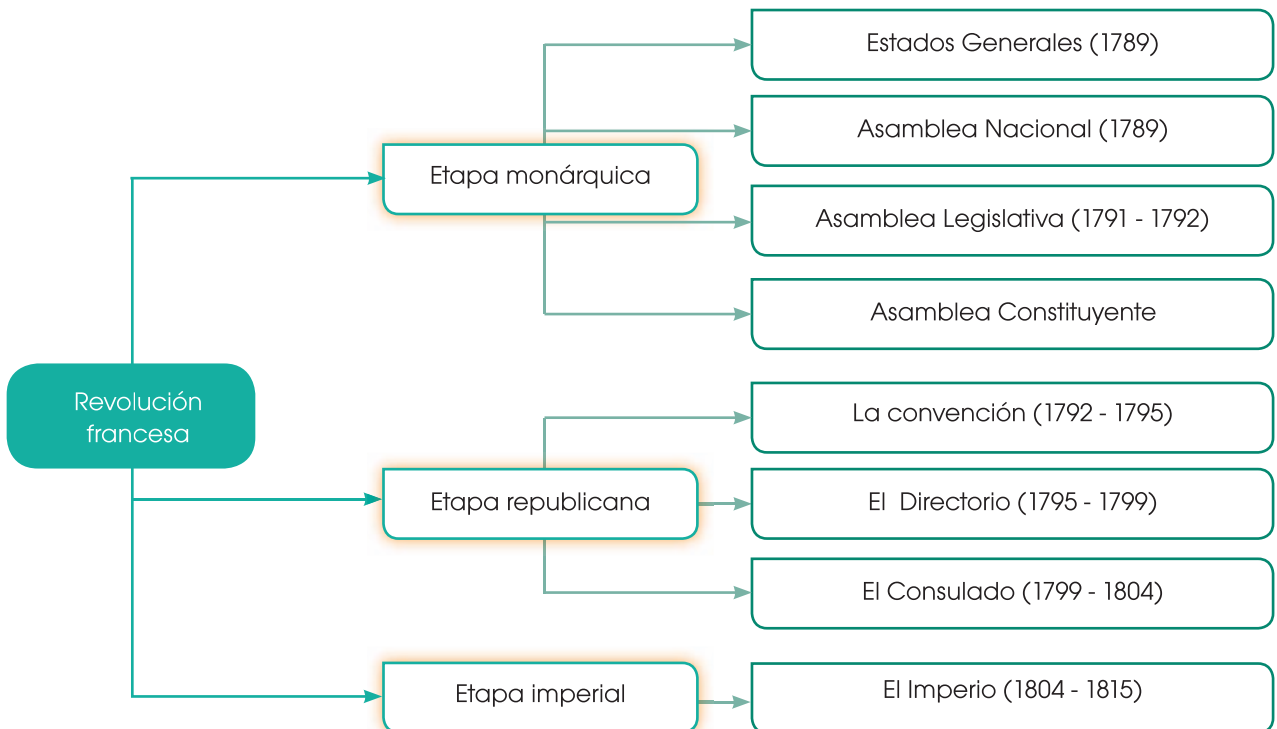 Estados Generales (1789)
Asamblea Nacional (1789)
Etapa monárquica
Asamblea Legislativa (1791 - 1792)
Asamblea Constituyente
Revolución
francesa
La convención (1792 - 1795)
Etapa republicana
El Directorio (1795 - 1799)
El Consulado (1799 - 1804)
Etapa imperial
El Imperio (1804 - 1815)